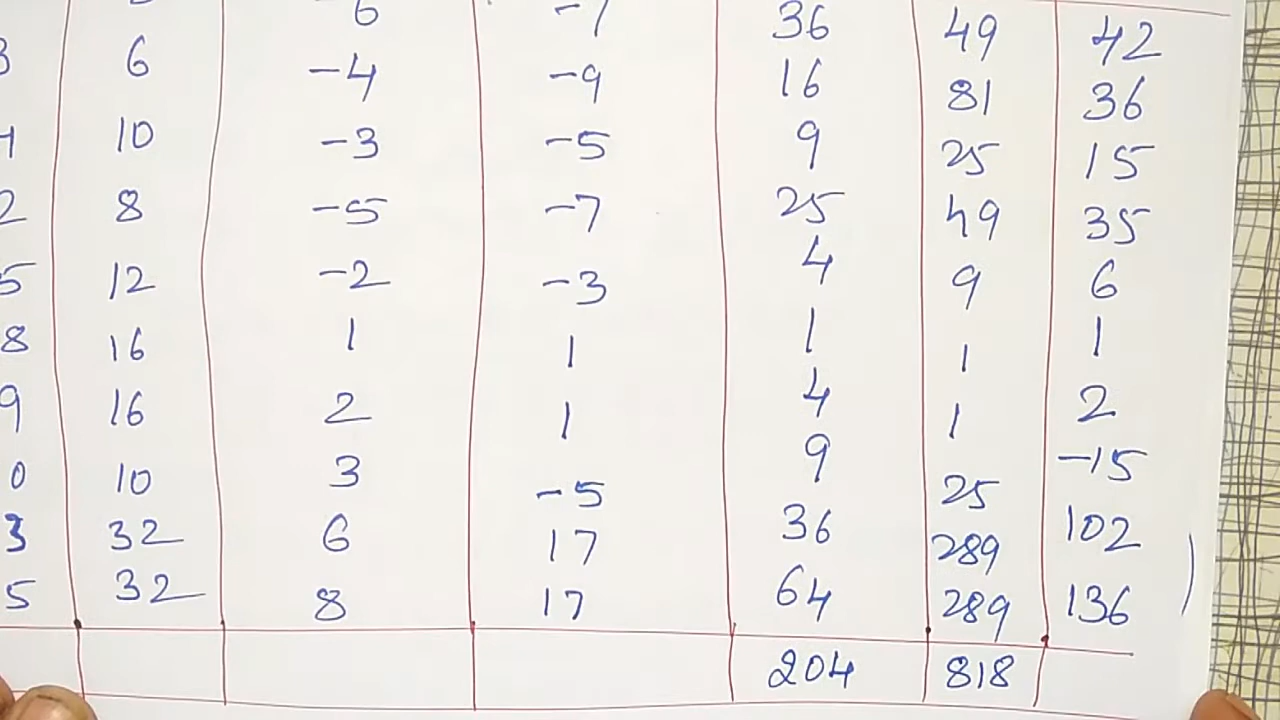 6 -7 36 49 42
3 6 -4 -9 16 81 36
10 -3 -5 9 25 15
2 8 -5 -7 25 49 35
5 12 -2 -3 4 9 6
8 16 1 1 1 1 1
9 16 2 1 4 1 2
0 10 3 -5 9 25 -15
3 32 6 17 36 289 102
5 32 8 17 64 289 136
204 818